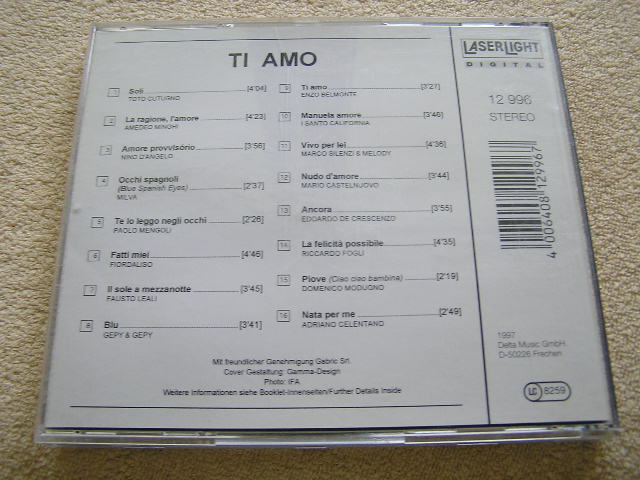 TI AMO
1 Soli [4'04]
TOTO CUTUGNO
2 La ragione, l'amore [4'23]
AMEDEO MINGHI
3 Amore provvisòrio [3'56]
NINO D'ANGELO
4 Occhi spagnoli
(Blue Spanish Eyes) [2'37]
MILVA
5 Te lo leggo negli occhi [2'26]
PAOLO MENGOLI
6 Fatti miei [4'46]
FIORDALISO
7 Il sole a mezzanotte [3'45]
FAUSTO LEALI
8 Blu [3'41]
GEPY & GEPY
9 Ti amo [3'27]
ENZO BELMONTE
10 Manuela amore [3'46]
I SANTO CALIFORNIA
11 Vivo per lei [4'36]
MARCO SILENZI & MELODY
12 Nudo d'amore [3'44]
MARIO CASTELNUOVO
13 Ancora [3'55]
EDOARDO DE CRESCENZO
14 La felicità possibile [4'35]
RICCARDO FOGLI
15 Piove (Ciao ciao bambina) [2'19]
DOMENICO MODUGNO
16 Nata per me [2'49]
ADRIANO CELENTANO
Mit freundlicher Genehmigung Gabric Srl.
Cover Gestaltung: Gamma-Design
Photo: IFA
Weitere Informationen siehe Booklet-Innenseiten/Further Details Inside
LASERLIGHT
DIGITAL
12 996
STEREO
4 006408 129967
1997
Delta Music GmbH
D-50226 Frechen
LC 8259